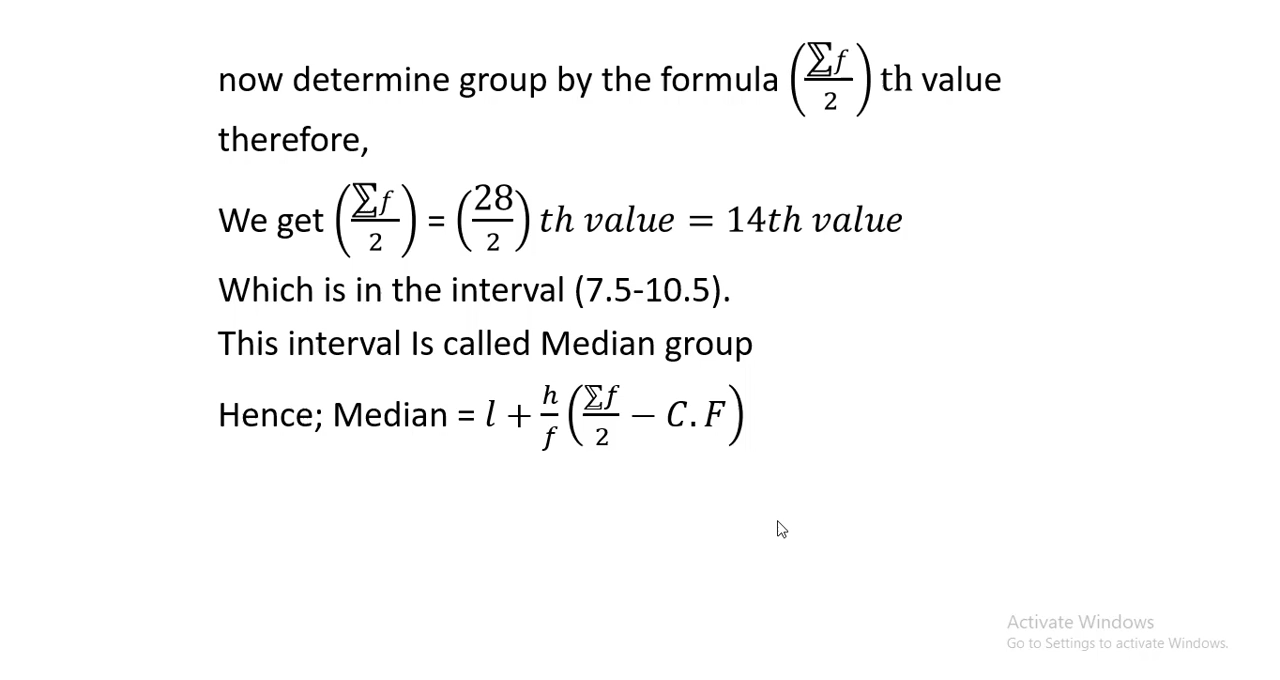 now determine group by the formula (∑f/2) th value
therefore,
We get (∑f/2) = (28/2) th value = 14th value
Which is in the interval (7.5-10.5).
This interval Is called Median group
Hence; Median = l + h/f (∑f/2 − C.F)
Activate Windows
Go to Settings to activate Windows.